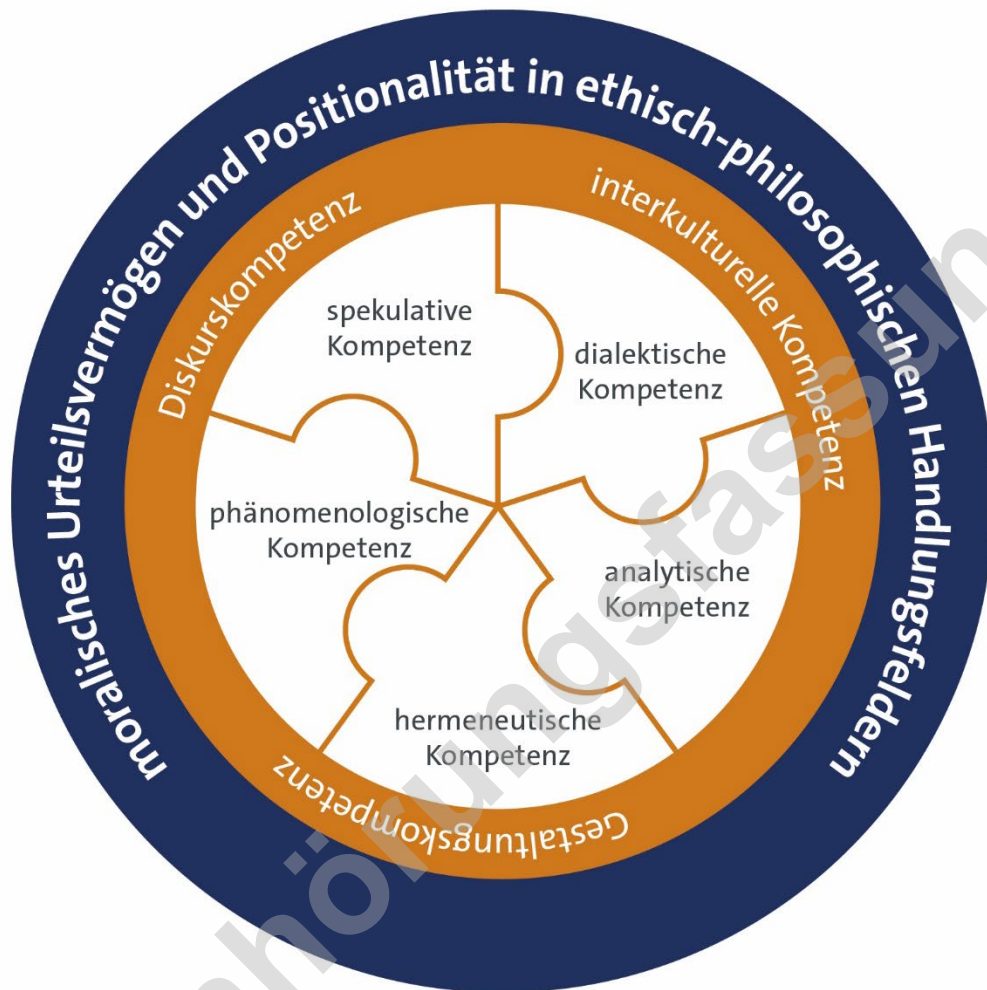 moralisches Urteilsvermögen und Positionalität in ethisch-philosophischen Handlungsfeldern
Diskurskompetenz
interkulturelle Kompetenz
spekulative
Kompetenz
dialektische
Kompetenz
phänomenologische
Kompetenz
analytische
Kompetenz
hermeneutische
Kompetenz
Gestaltungskompetenz